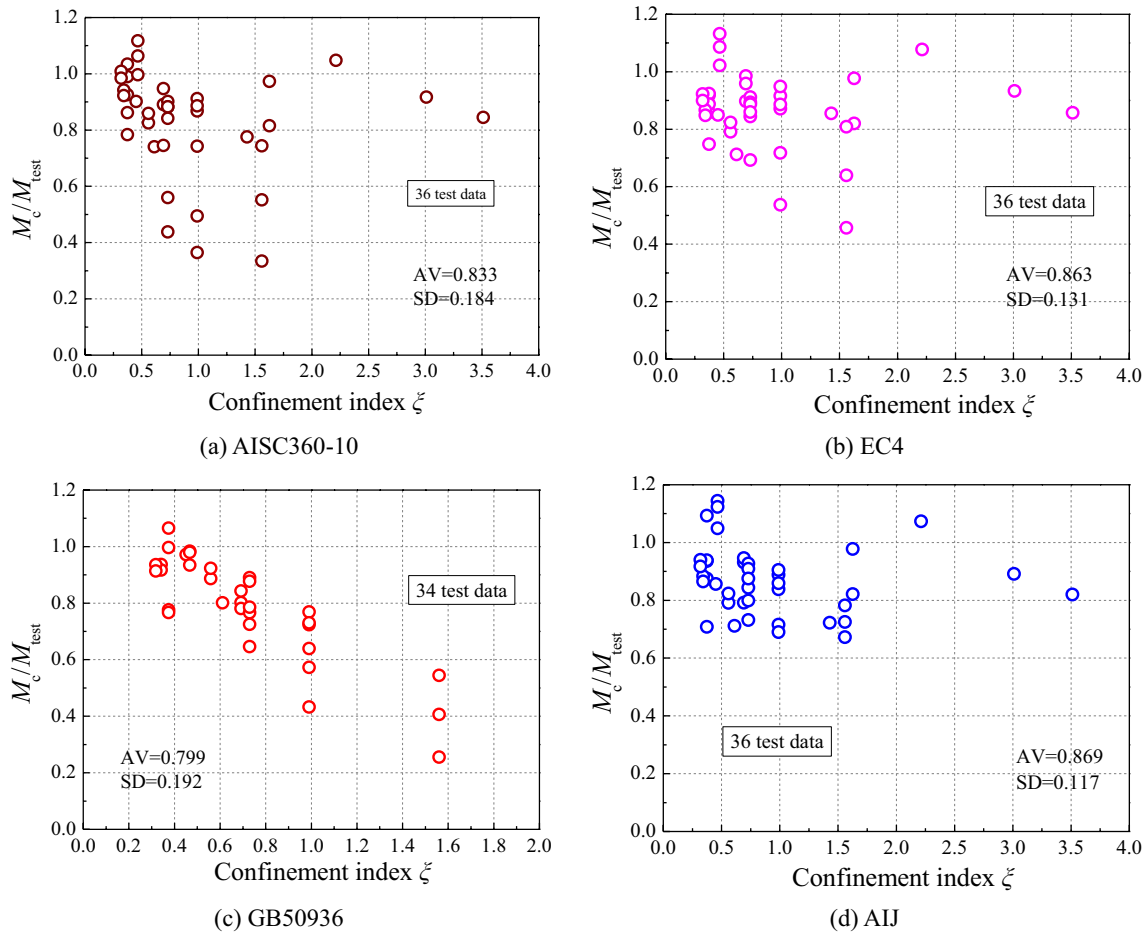 1.2
1.0
0.8
0.6
0.4
0.2
0.0
M_c/M_test
36 test data
AV=0.833
SD=0.184
0.0 0.5 1.0 1.5 2.0 2.5 3.0 3.5 4.0
Confinement index ξ
(a) AISC360-10
1.2
1.0
0.8
0.6
0.4
0.2
0.0
M_c/M_test
36 test data
AV=0.863
SD=0.131
0.0 0.5 1.0 1.5 2.0 2.5 3.0 3.5 4.0
Confinement index ξ
(b) EC4
1.2
1.0
0.8
0.6
0.4
0.2
0.0
M_c/M_test
34 test data
AV=0.799
SD=0.192
0.0 0.2 0.4 0.6 0.8 1.0 1.2 1.4 1.6 1.8 2.0
Confinement index ξ
(c) GB50936
1.2
1.0
0.8
0.6
0.4
0.2
0.0
M_c/M_test
36 test data
AV=0.869
SD=0.117
0.0 0.5 1.0 1.5 2.0 2.5 3.0 3.5 4.0
Confinement index ξ
(d) AIJ